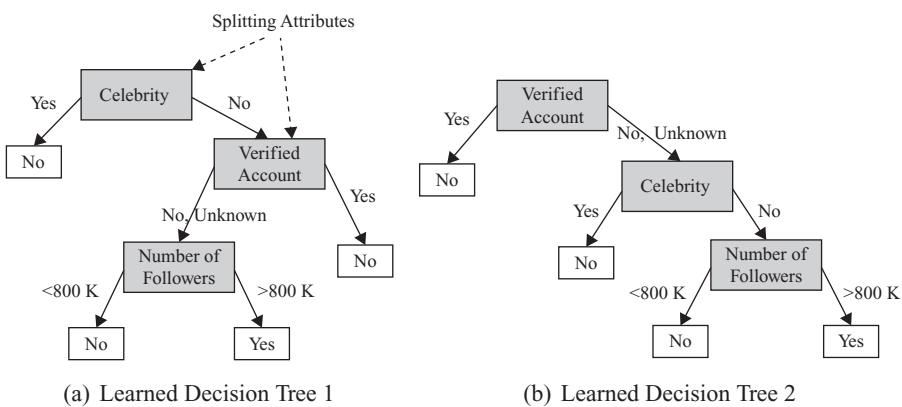 Splitting Attributes
Celebrity
Yes
No
No
Verified
Account
No, Unknown
Yes
Number of
Followers
No
<800 K
>800 K
No
Yes
(a) Learned Decision Tree 1
Verified
Account
Yes
No, Unknown
No
Celebrity
Yes
No
No
Number of
Followers
<800 K
>800 K
No
Yes
(b) Learned Decision Tree 2